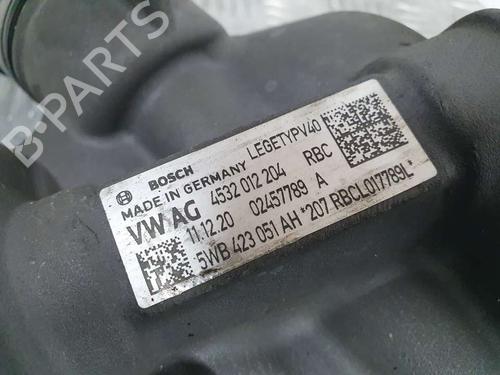 B-PARTS
BOSCH LEGETYPV40
MADE IN GERMANY RBC
VW AG 4532 012 204
11.12.20 02457789 A
5WB 423 051 AH *207 RBCL017789L*